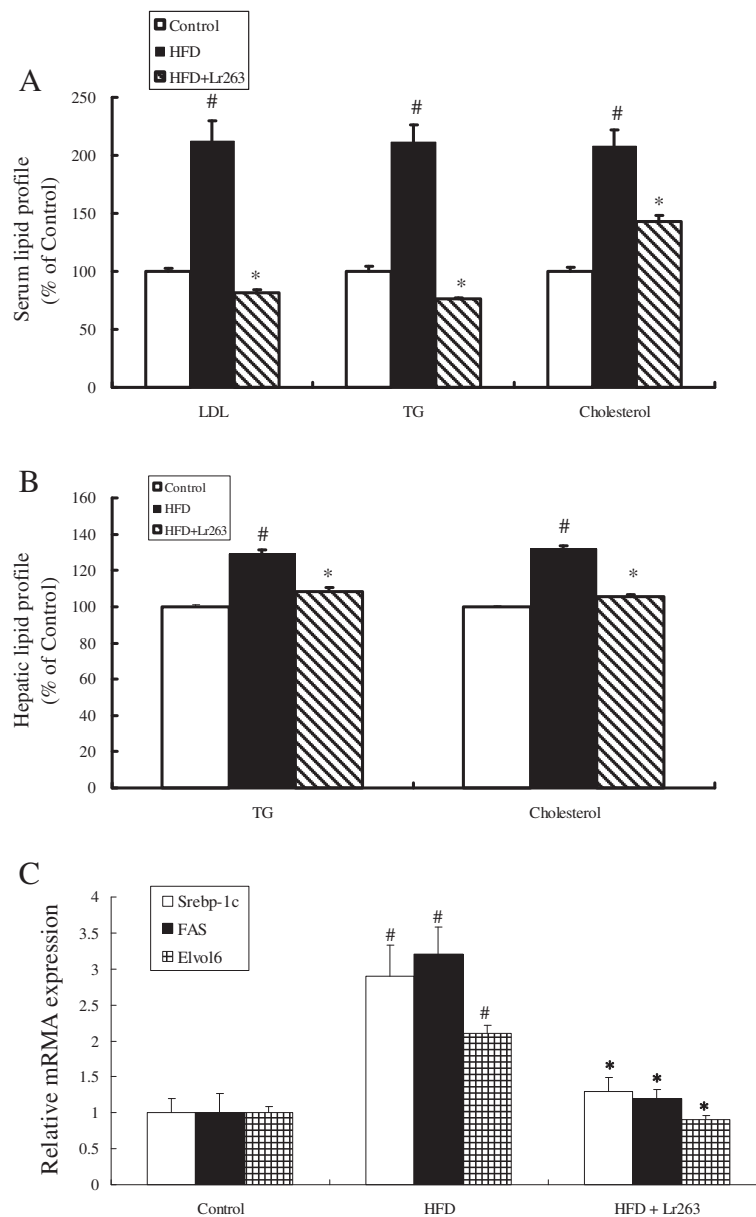 A
Control
HFD
HFD+Lr263
Serum lipid profile
(% of Control)
250
200
150
100
50
0
#
*
#
*
#
*
LDL
TG
Cholesterol
B
Control
HFD
HFD+Lr263
Hepatic lipid profile
(% of Control)
160
140
120
100
80
60
40
20
0
#
*
#
*
TG
Cholesterol
C
Srebp-1c
FAS
Elvol6
Relative mRMA expression
4
3.5
3
2.5
2
1.5
1
0.5
0
#
#
#
*
*
*
Control
HFD
HFD + Lr263